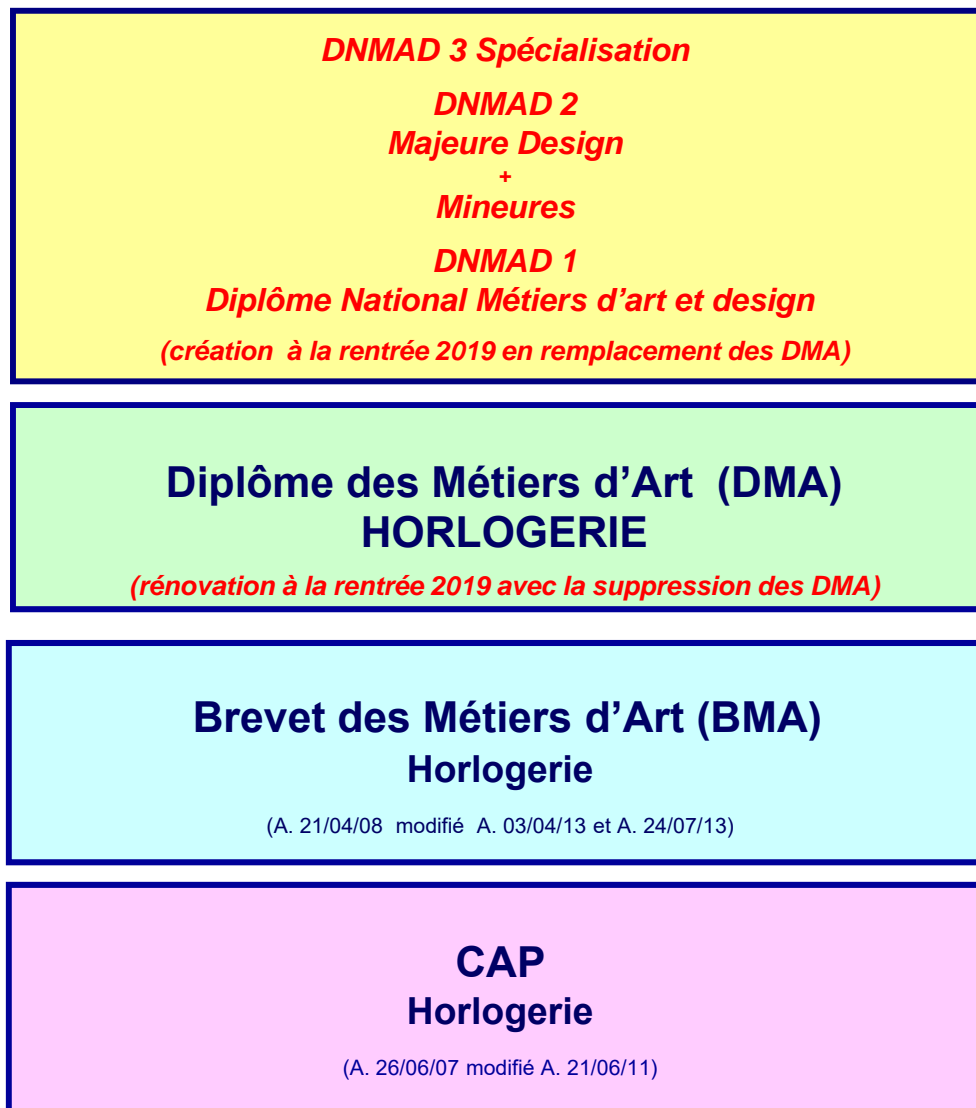 DNMAD 3 Spécialisation
DNMAD 2
Majeure Design
+
Mineures
DNMAD 1
Diplôme National Métiers d'art et design
(création à la rentrée 2019 en remplacement des DMA)
Diplôme des Métiers d'Art (DMA)
HORLOGERIE
(rénovation à la rentrée 2019 avec la suppression des DMA)
Brevet des Métiers d'Art (BMA)
Horlogerie
(A. 21/04/08 modifié A. 03/04/13 et A. 24/07/13)
CAP
Horlogerie
(A. 26/06/07 modifié A. 21/06/11)